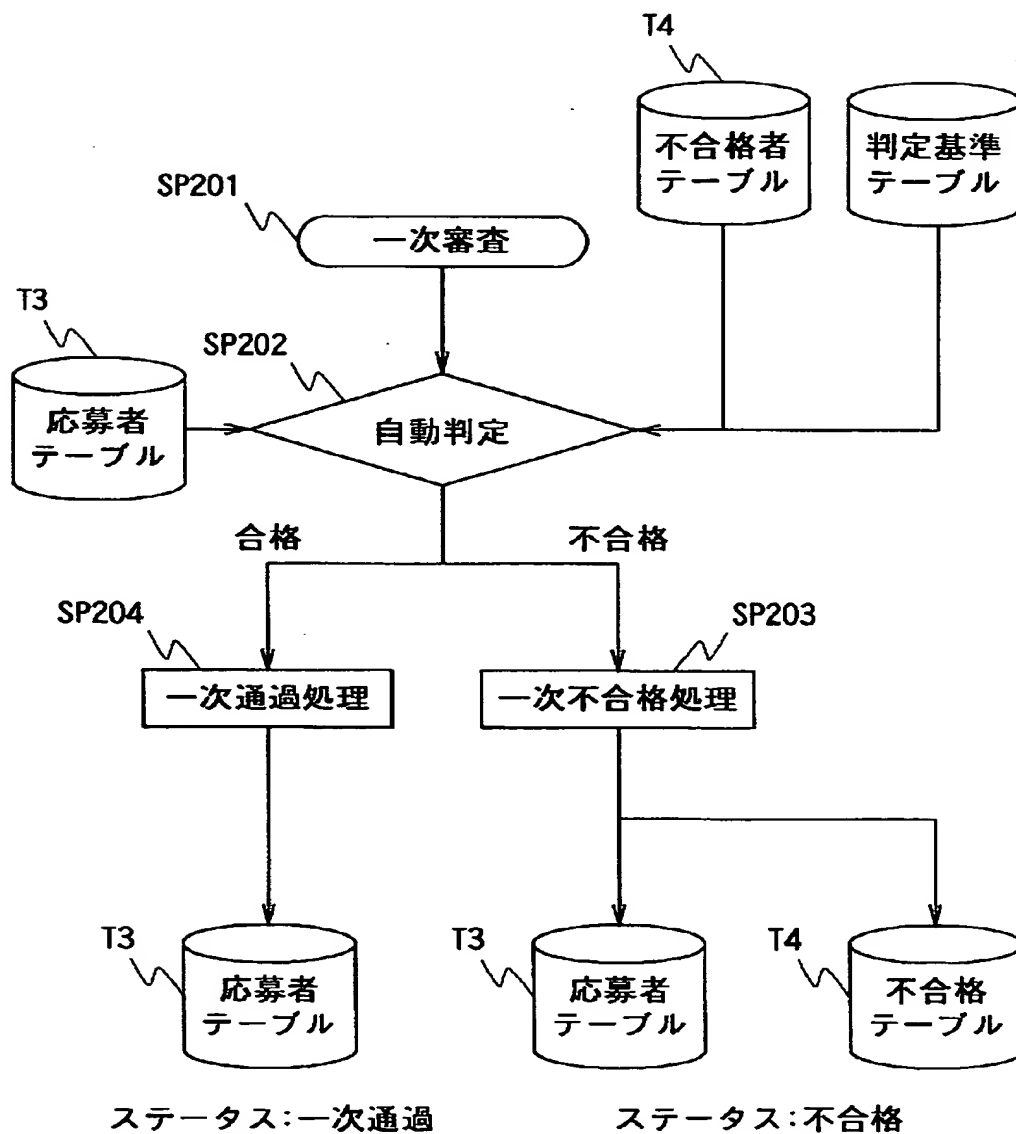 T4
不合格者
テーブル
判定基準
テーブル
SP201
一次審査
T3
応募者
テーブル
SP202
自動判定
合格
不合格
SP204
一次通過処理
SP203
一次不合格処理
T3
応募者
テーブル
T3
応募者
テーブル
T4
不合格
テーブル
ステータス:一次通過
ステータス:不合格